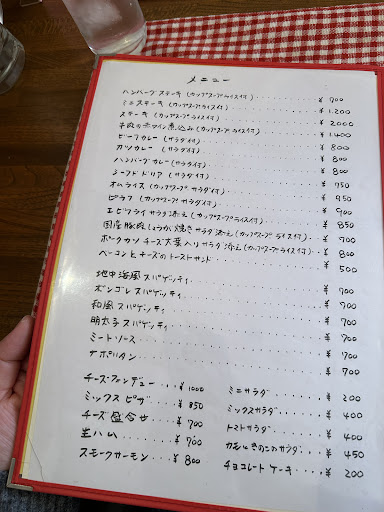 メニュー
ハンバーグステーキ (カップスープライス付) ¥ 900
ミニステーキ (カップスープライス付) ¥ 1,200
ステーキ (カップスープライス付) ¥ 2000
牛肉の赤ワイン煮込み (カップスープライス付) ¥ 1,400
ビーフカレー (サラダ付) ¥ 800
カツカレー (サラダ付) ¥ 800
ハンバーグカレー (サラダ付) ¥ 800
シーフドドリア (サラダ付) ¥ 750
オムライス (カップスープサラダ付) ¥ 950
ピラフ (カップスープサラダ付) ¥ 900
エビフライサラダ添え (カップスープライス付) ¥ 850
国産豚肉しょうが焼きサラダ添え (カップスープライス付) ¥ 700
ポークカツチーズ大葉入りサラダ添え (カップスープライス付) ¥ 800
ベーコンとチーズのトーストサンド ¥ 500
地中海風スパゲッティ ¥ 700
ボンゴレスパゲッティ ¥ 700
和風スパゲッティ ¥ 700
明太子スパゲッティ ¥ 700
ミートソース ¥ 700
ナポリタン ¥ 700
チーズフォンデュー ¥ 1000
ミックスピザ ¥ 850
チーズ盛合せ ¥ 700
生ハム ¥ 700
スモークサーモン ¥ 800
ミニサラダ ¥ 200
ミックスサラダ ¥ 400
トマトサラダ ¥ 400
カモときのこのサラダ ¥ 450
チョコレートケーキ ¥ 200